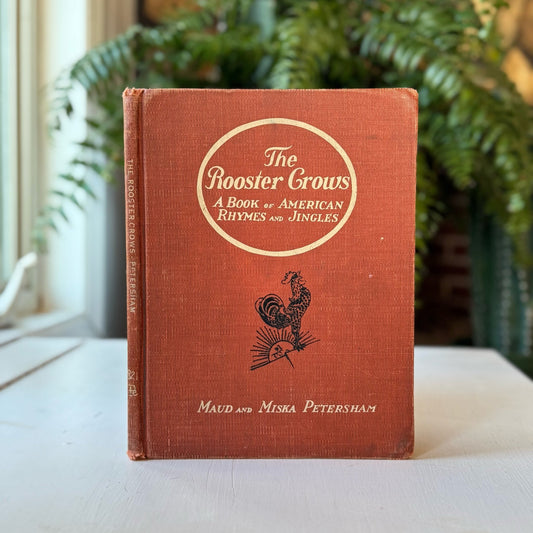 The
Rooster Crows
A Book of American
Rhymes and Jingles
Maud and Miska Petersham
THE ROOSTER CROWS · PETERSHAM